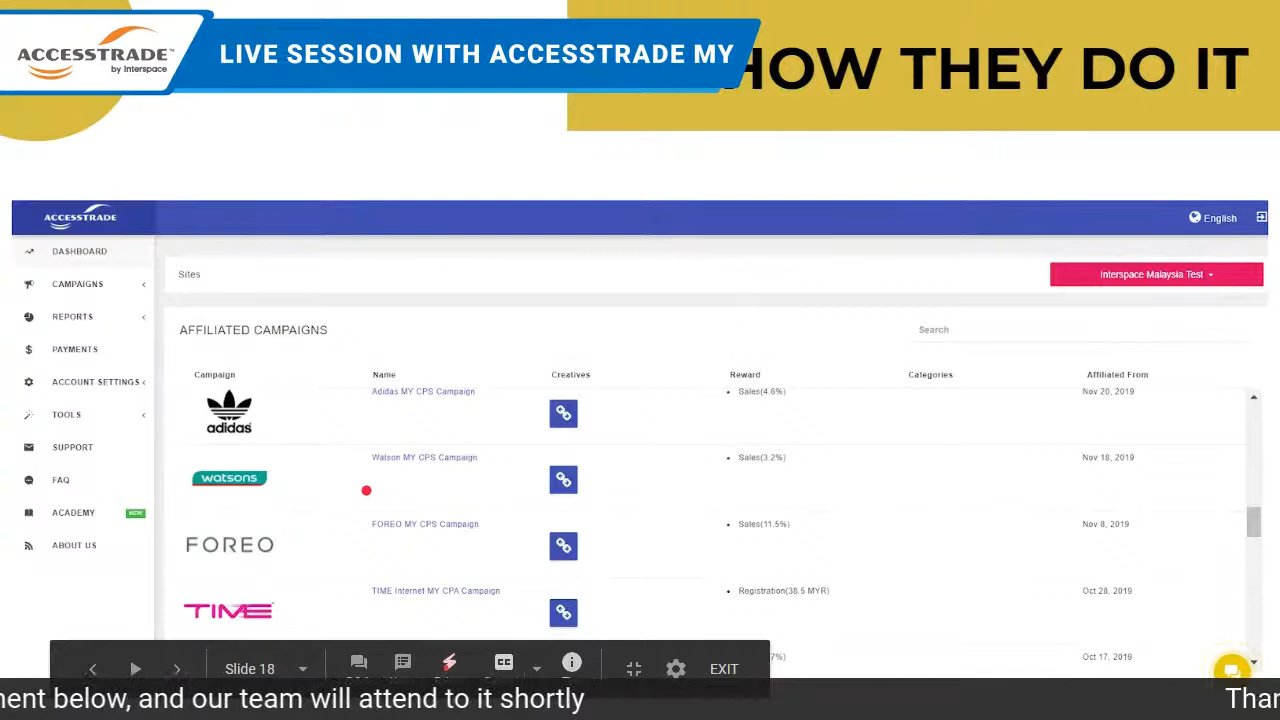 ACCESSTRADE
by Interspace
LIVE SESSION WITH ACCESSTRADE MY
HOW THEY DO IT
ACCESSTRADE
English
DASHBOARD
Sites
Interspace Malaysia Test
CAMPAIGNS
REPORTS
PAYMENTS
ACCOUNT SETTINGS
TOOLS
SUPPORT
FAQ
ACADEMY NEW
ABOUT US
AFFILIATED CAMPAIGNS
Search
Campaign Name Creatives Reward Categories Affiliated From
adidas Adidas MY CPS Campaign Sales(4.6%) Nov 20, 2019
watsons Watson MY CPS Campaign Sales(3.2%) Nov 18, 2019
FOREO FOREO MY CPS Campaign Sales(11.5%) Nov 8, 2019
TIME TIME Internet MY CPA Campaign Registration(38.5 MYR) Oct 28, 2019
7%) Oct 17, 2019
Slide 18 CC EXIT
ment below, and our team will attend to it shortly
Than